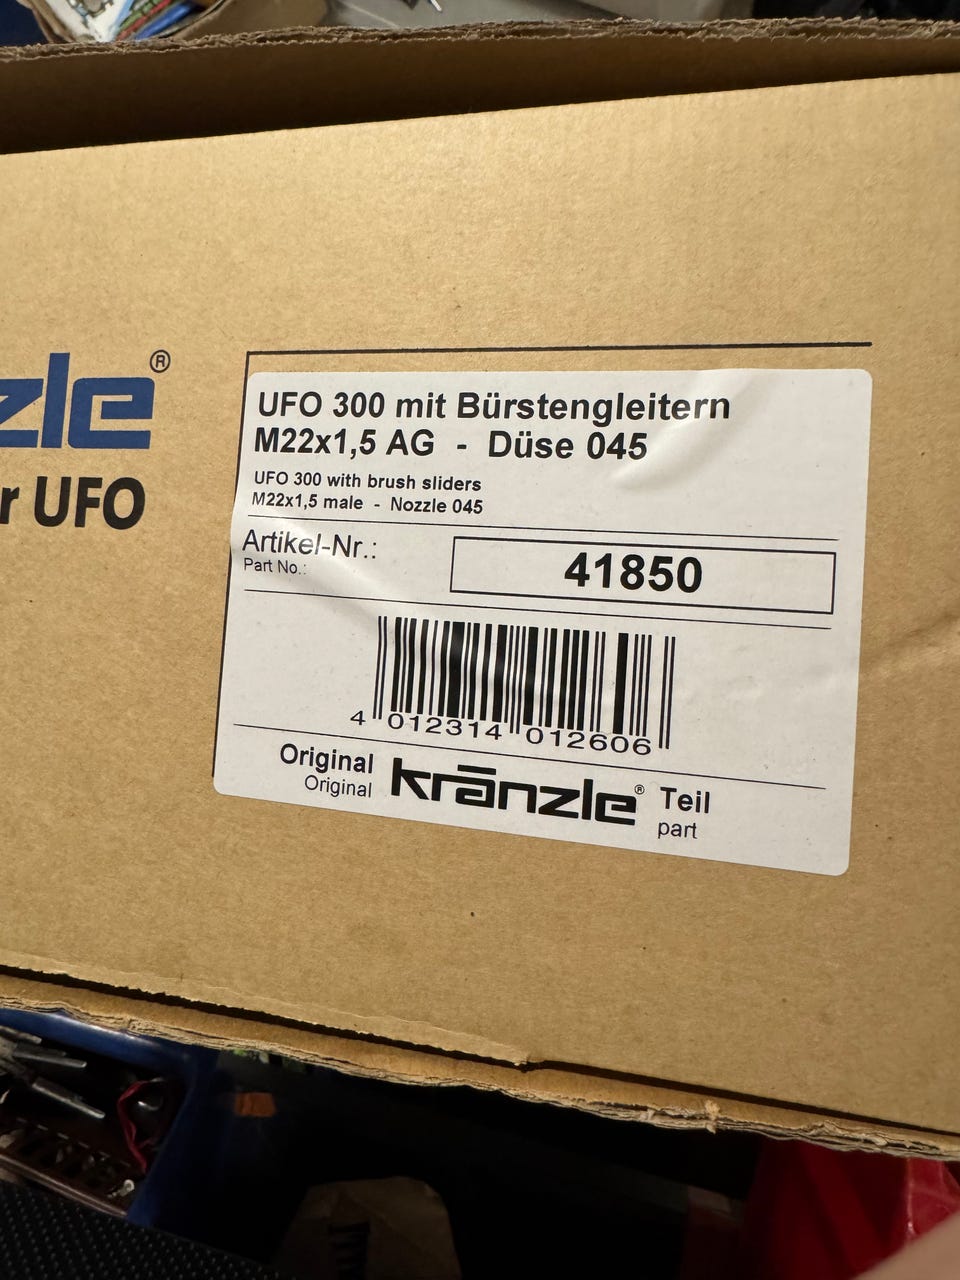 zle®
r UFO
UFO 300 mit Bürstengleitern
M22x1,5 AG - Düse 045
UFO 300 with brush sliders
M22x1,5 male - Nozzle 045
Artikel-Nr.:
Part No.:
41850
4 012314 012606
Original kränzle® Teil
Original part